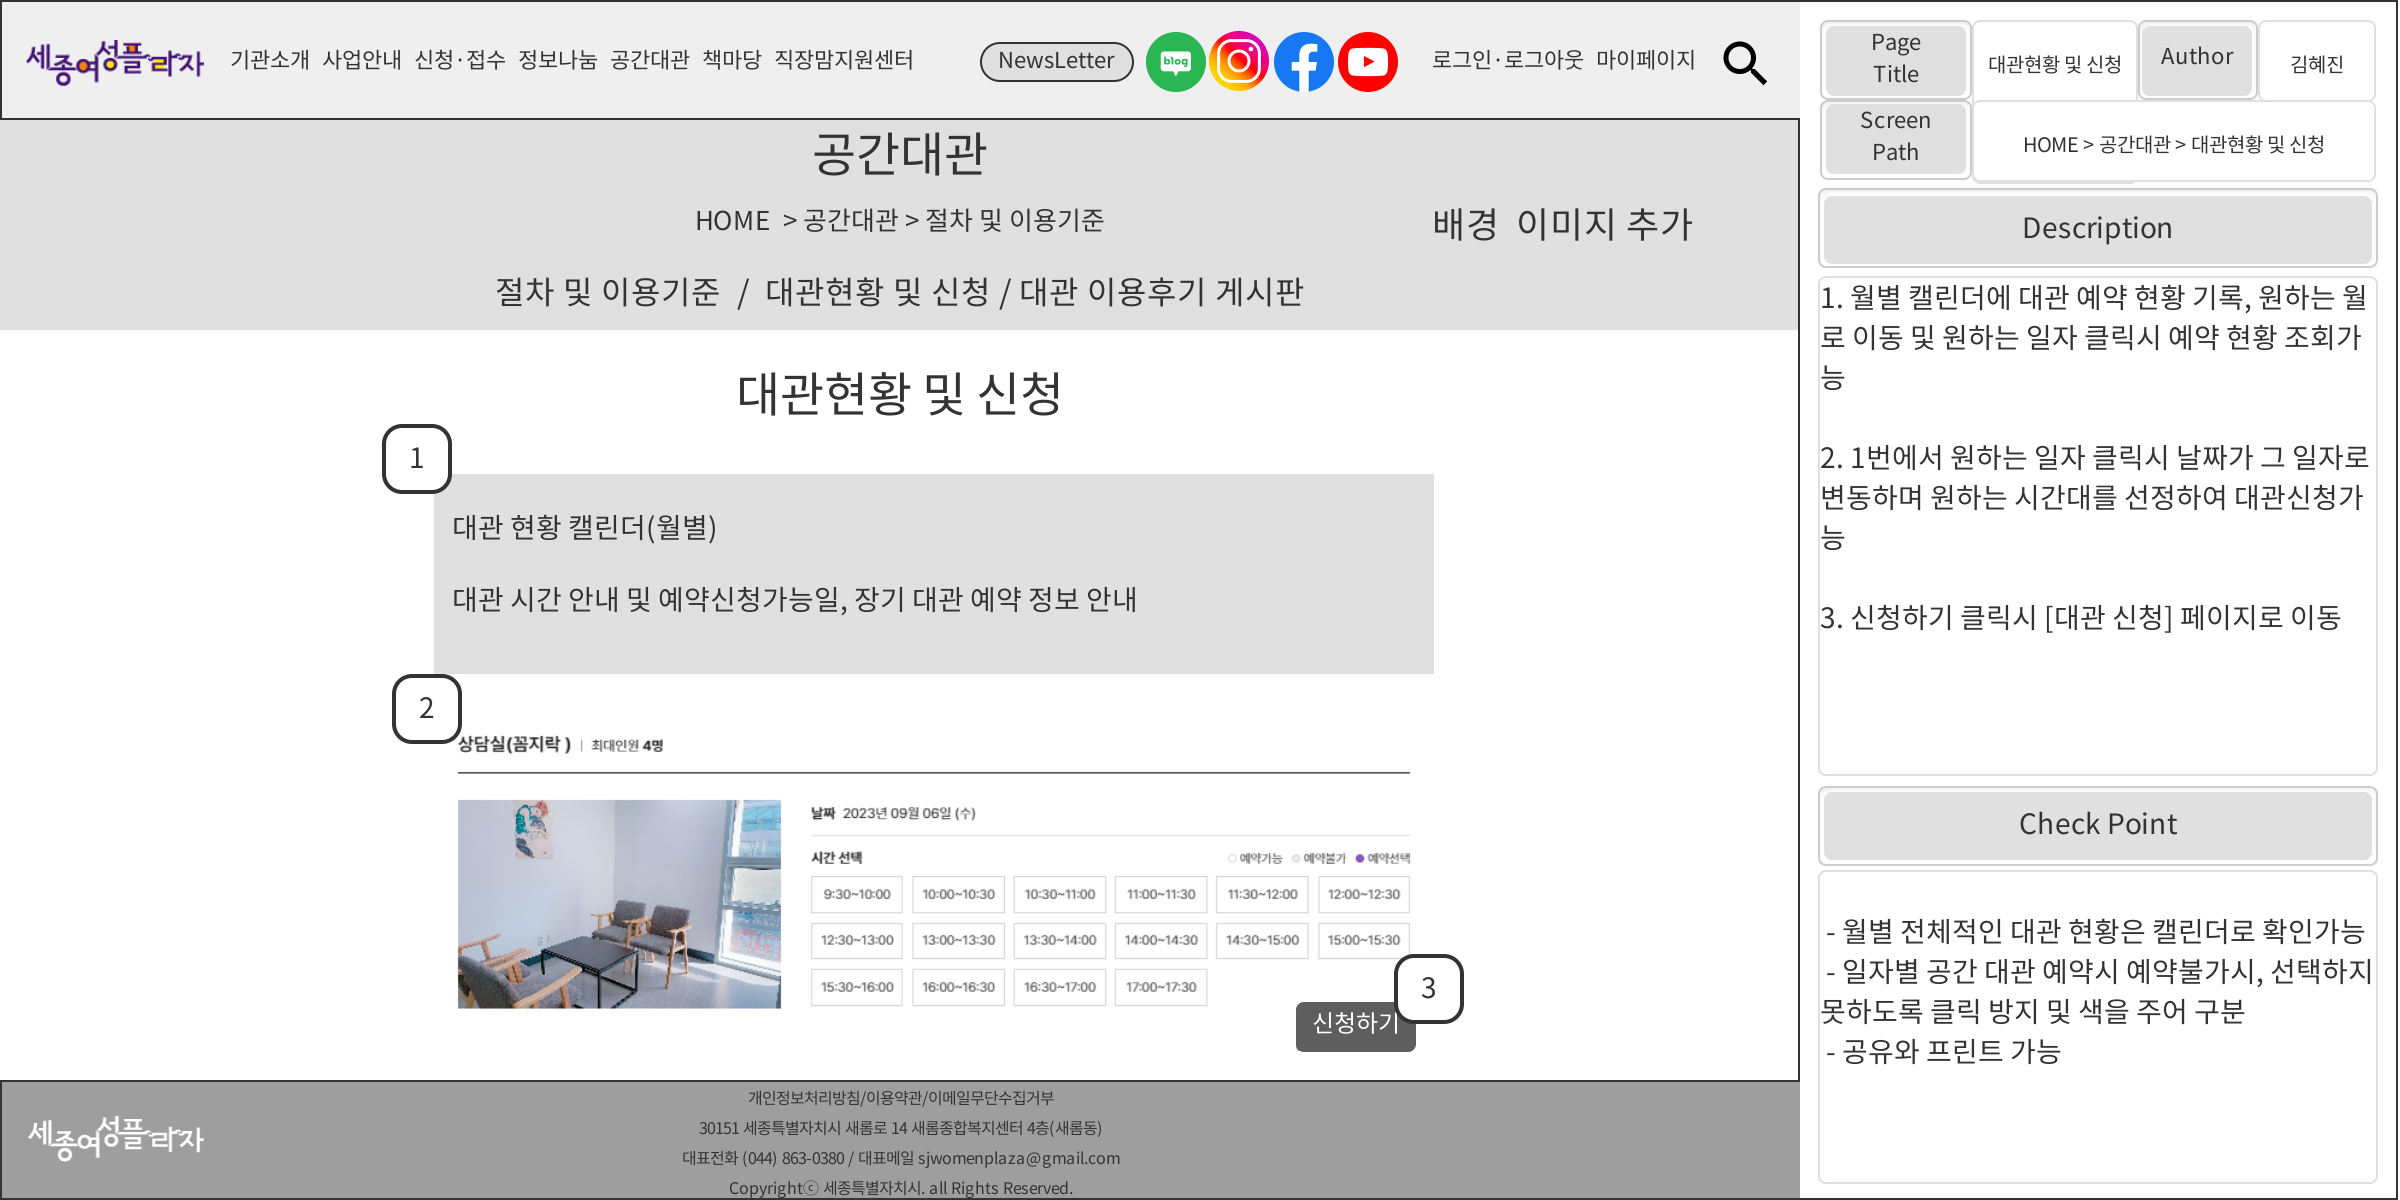 세종여성플라자
기관소개 사업안내 신청·접수 정보나눔 공간대관 책마당 직장맘지원센터
NewsLetter
blog
로그인·로그아웃 마이페이지
공간대관
HOME > 공간대관 > 절차 및 이용기준
배경 이미지 추가
절차 및 이용기준 / 대관현황 및 신청 / 대관 이용후기 게시판
대관현황 및 신청
1
대관 현황 캘린더(월별)
대관 시간 안내 및 예약신청가능일, 장기 대관 예약 정보 안내
2
상담실(꼼지락 ) | 최대인원 4명
날짜 2023년 09월 06일 (수)
시간 선택
예약가능 예약불가 예약선택
9:30~10:00 10:00~10:30 10:30~11:00 11:00~11:30 11:30~12:00 12:00~12:30
12:30~13:00 13:00~13:30 13:30~14:00 14:00~14:30 14:30~15:00 15:00~15:30
15:30~16:00 16:00~16:30 16:30~17:00 17:00~17:30
3
신청하기
세종여성플라자
개인정보처리방침/이용약관/이메일무단수집거부
30151 세종특별자치시 새롬로 14 새롬종합복지센터 4층(새롬동)
대표전화 (044) 863-0380 / 대표메일 sjwomenplaza@gmail.com
Copyrightⓒ 세종특별자치시. all Rights Reserved.
Page
Title
대관현황 및 신청
Author
김혜진
Screen
Path
HOME > 공간대관 > 대관현황 및 신청
Description
1. 월별 캘린더에 대관 예약 현황 기록, 원하는 월
로 이동 및 원하는 일자 클릭시 예약 현황 조회가
능
2. 1번에서 원하는 일자 클릭시 날짜가 그 일자로
변동하며 원하는 시간대를 선정하여 대관신청가
능
3. 신청하기 클릭시 [대관 신청] 페이지로 이동
Check Point
- 월별 전체적인 대관 현황은 캘린더로 확인가능
- 일자별 공간 대관 예약시 예약불가시, 선택하지
못하도록 클릭 방지 및 색을 주어 구분
- 공유와 프린트 가능